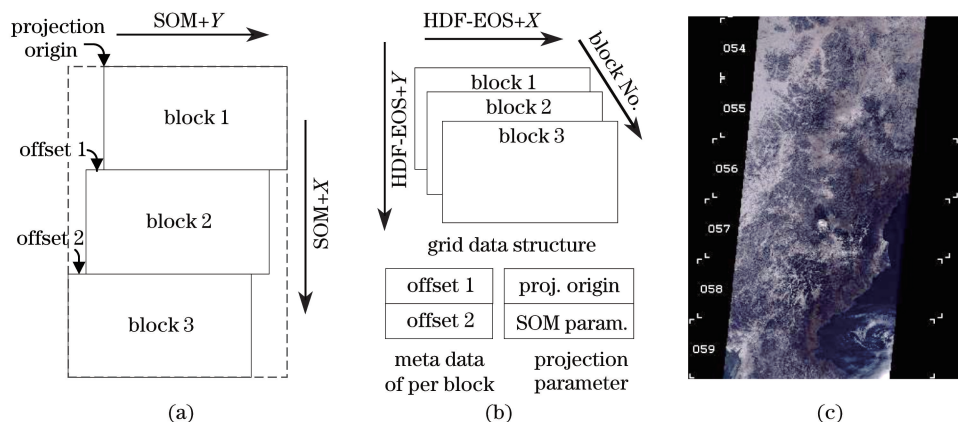 projection
origin
SOM+Y
block 1
offset 1
block 2
offset 2
block 3
SOM+X
(a)
HDF-EOS+X
HDF-EOS+Y
block No.
block 1
block 2
block 3
grid data structure
offset 1
offset 2
proj. origin
SOM param.
meta data
of per block
projection
parameter
(b)
054
055
056
057
058
059
(c)